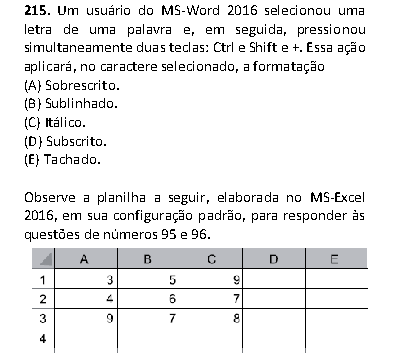 215. Um usuário do MS-Word 2016 selecionou uma
letra de uma palavra e, em seguida, pressionou
simultaneamente duas teclas: Ctrl e Shift e +. Essa ação
aplicará, no caractere selecionado, a formatação
(A) Sobrescrito.
(B) Sublinhado.
(C) Itálico.
(D) Subscrito.
(E) Tachado.
Observe a planilha a seguir, elaborada no MS-Excel
2016, em sua configuração padrão, para responder às
questões de números 95 e 96.
A B C D E
1 3 5 9
2 4 6 7
3 9 7 8
4